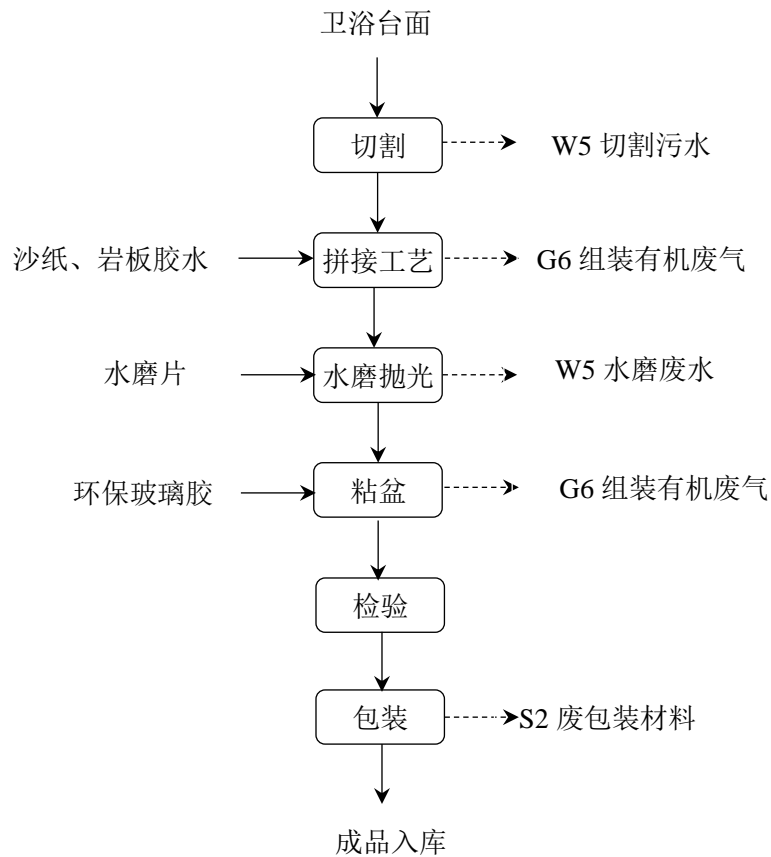 卫浴台面
切割
W5 切割污水
沙纸、岩板胶水
拼接工艺
G6 组装有机废气
水磨片
水磨抛光
W5 水磨废水
环保玻璃胶
粘盆
G6 组装有机废气
检验
包装
S2 废包装材料
成品入库